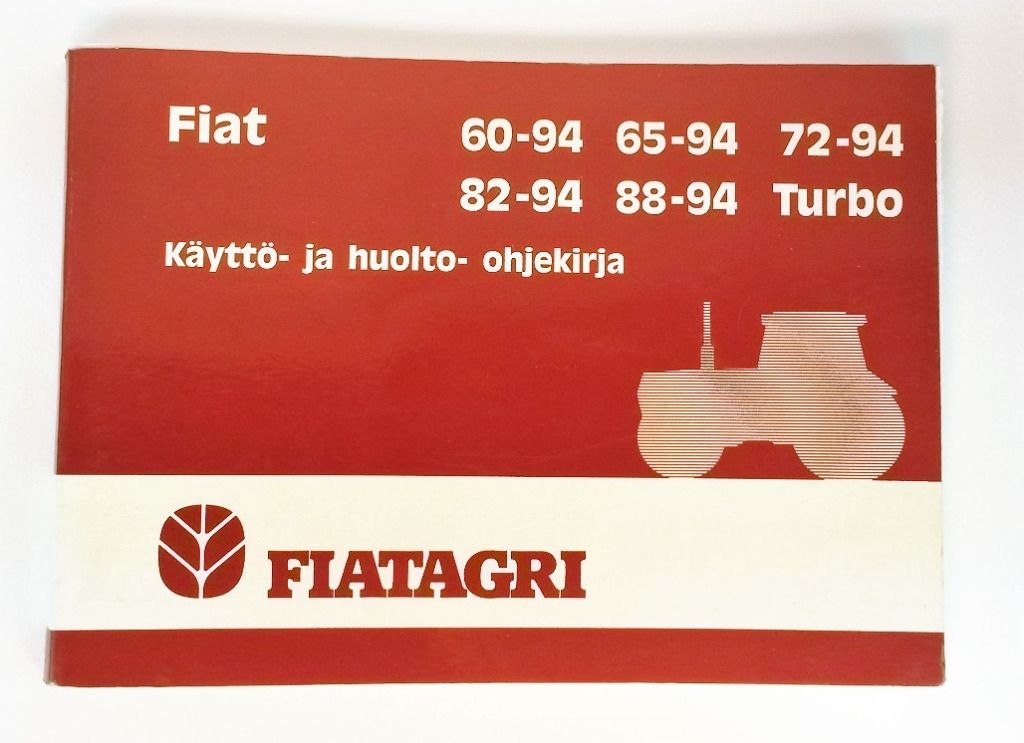 Fiat 60-94 65-94 72-94
82-94 88-94 Turbo
Käyttö- ja huolto- ohjekirja
FIATAGRI